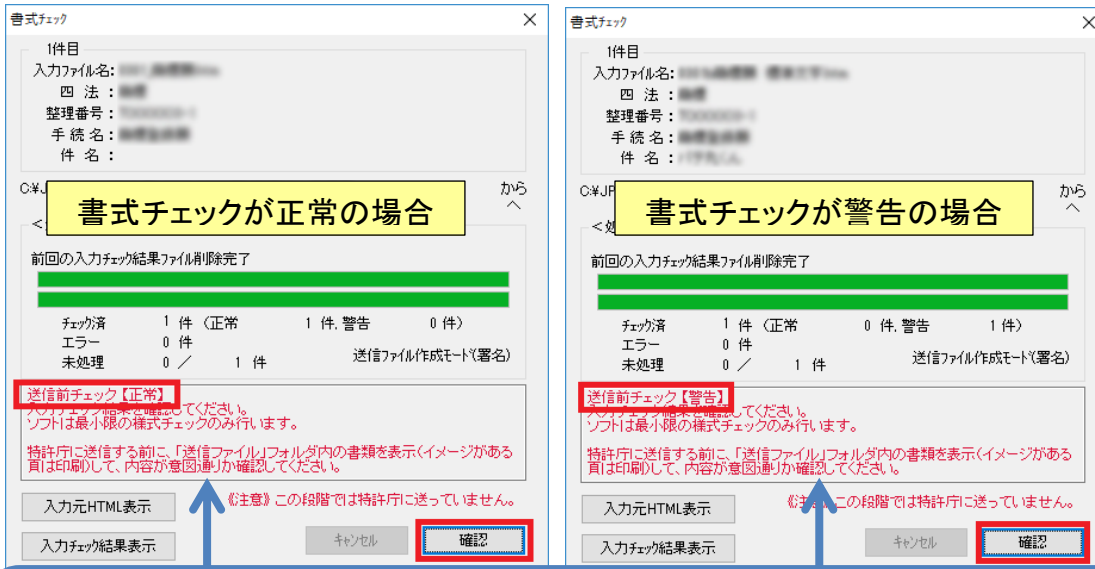 書式チェック
1件目
入力ファイル名:
四 法 :
整理番号:
手 続 名:
件 名 :
C:¥J
から
へ
書式チェックが正常の場合
<
前回の入力チェック結果ファイル削除完了
チェック済 1 件 (正常 1 件, 警告 0 件)
エラー 0 件
未処理 0 / 1 件 送信ファイル作成モード(署名)
送信前チェック【正常】
入力チェック結果を確認してください。
ソフトは最小限の様式チェックのみ行います。
特許庁に送信する前に、「送信ファイル」フォルダ内の書類を表示(イメージがある
頁は印刷)して、内容が意図通りか確認してください。
《注意》 この段階では特許庁に送っていません。
入力元HTML表示
入力チェック結果表示
キャンセル
確認
書式チェック
1件目
入力ファイル名:
四 法 :
整理番号:
手 続 名:
件 名 :
C:¥JP
から
へ
書式チェックが警告の場合
<処
前回の入力チェック結果ファイル削除完了
チェック済 1 件 (正常 0 件, 警告 1 件)
エラー 0 件
未処理 0 / 1 件 送信ファイル作成モード(署名)
送信前チェック【警告】
入力チェック結果を確認してください。
ソフトは最小限の様式チェックのみ行います。
特許庁に送信する前に、「送信ファイル」フォルダ内の書類を表示(イメージがある
頁は印刷)して、内容が意図通りか確認してください。
《注意 この段階では特許庁に送っていません。
入力元HTML表示
入力チェック結果表示
キャンセル
確認